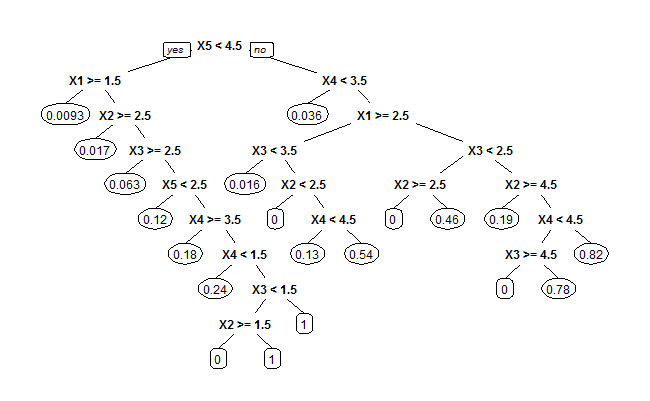 yes X5 < 4.5 no
X1 >= 1.5 X4 < 3.5
0.0093 X2 >= 2.5 0.036 X1 >= 2.5
0.017 X3 >= 2.5 X3 < 3.5 X3 < 2.5
0.063 X5 < 2.5 0.016 X2 < 2.5 X2 >= 2.5 X2 >= 4.5
0.12 X4 >= 3.5 0 X4 < 4.5 0 0.46 0.19 X4 < 4.5
0.18 X4 < 1.5 0.13 0.54 X3 >= 4.5 0.82
0.24 X3 < 1.5 0 0.78
X2 >= 1.5 1
0 1